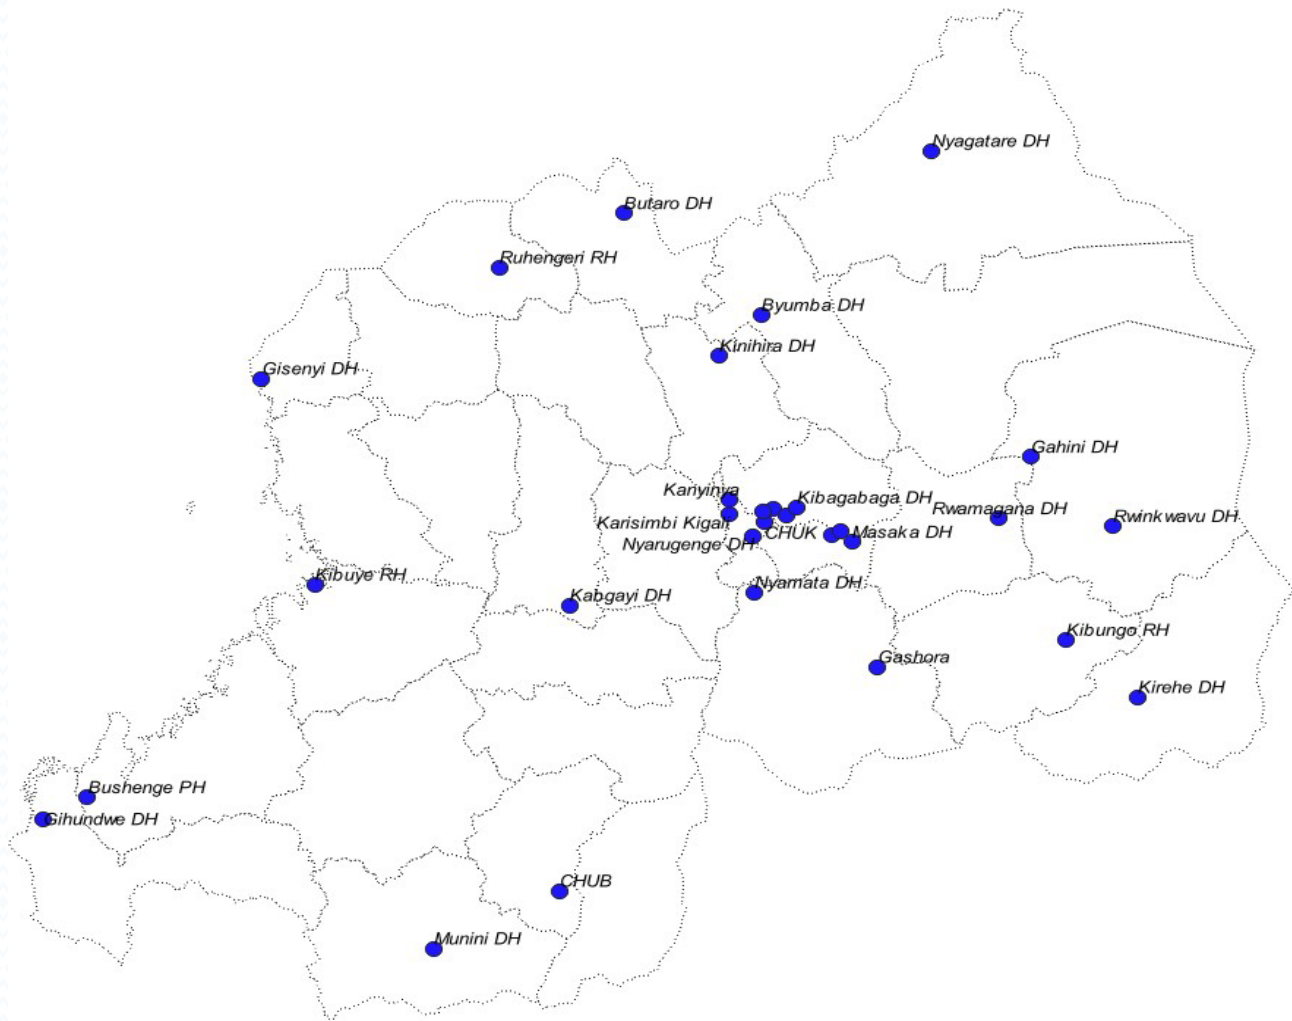 Nyagatare DH
Butaro DH
Ruhengeri RH
Byumba DH
Kinihira DH
Gisenyi DH
Gahini DH
Kanyinya
Kibagabaga DH
Rwamagana DH
Rwinkwavu DH
Karisimbi Kigali
CHUK
Masaka DH
Nyarugenge DH
Kibuye RH
Nyamata DH
Kabgayi DH
Kibungo RH
Gashora
Kirehe DH
Bushenge PH
Gihundwe DH
CHUB
Munini DH